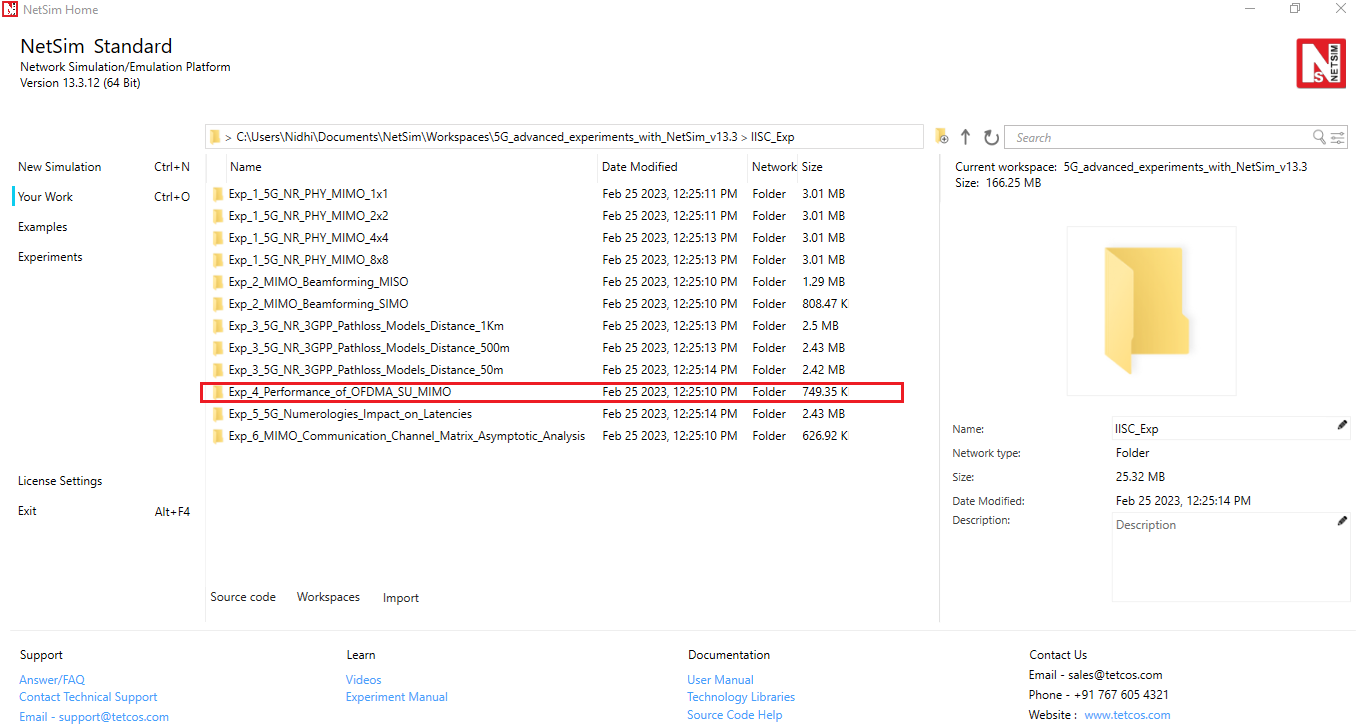 NetSim Home
NetSim Standard
Network Simulation/Emulation Platform
Version 13.3.12 (64 Bit)
NETSIM
NS
> C:\Users\Nidhi\Documents\NetSim\Workspaces\5G_advanced_experiments_with_NetSim_v13.3 > IISC_Exp
Search
New Simulation Ctrl+N
Your Work Ctrl+O
Examples
Experiments
License Settings
Exit Alt+F4
Name Date Modified Network Size
Exp_1_5G_NR_PHY_MIMO_1x1 Feb 25 2023, 12:25:11 PM Folder 3.01 MB
Exp_1_5G_NR_PHY_MIMO_2x2 Feb 25 2023, 12:25:11 PM Folder 3.01 MB
Exp_1_5G_NR_PHY_MIMO_4x4 Feb 25 2023, 12:25:13 PM Folder 3.01 MB
Exp_1_5G_NR_PHY_MIMO_8x8 Feb 25 2023, 12:25:13 PM Folder 3.01 MB
Exp_2_MIMO_Beamforming_MISO Feb 25 2023, 12:25:10 PM Folder 1.29 MB
Exp_2_MIMO_Beamforming_SIMO Feb 25 2023, 12:25:10 PM Folder 808.47 K
Exp_3_5G_NR_3GPP_Pathloss_Models_Distance_1Km Feb 25 2023, 12:25:13 PM Folder 2.5 MB
Exp_3_5G_NR_3GPP_Pathloss_Models_Distance_500m Feb 25 2023, 12:25:13 PM Folder 2.43 MB
Exp_3_5G_NR_3GPP_Pathloss_Models_Distance_50m Feb 25 2023, 12:25:14 PM Folder 2.42 MB
Exp_4_Performance_of_OFDMA_SU_MIMO Feb 25 2023, 12:25:10 PM Folder 749.35 K
Exp_5_5G_Numerologies_Impact_on_Latencies Feb 25 2023, 12:25:14 PM Folder 2.43 MB
Exp_6_MIMO_Communication_Channel_Matrix_Asymptotic_Analysis Feb 25 2023, 12:25:10 PM Folder 626.92 K
Source code Workspaces Import
Current workspace: 5G_advanced_experiments_with_NetSim_v13.3
Size: 166.25 MB
Name: IISC_Exp
Network type: Folder
Size: 25.32 MB
Date Modified: Feb 25 2023, 12:25:14 PM
Description: Description
Support
Answer/FAQ
Contact Technical Support
Email - support@tetcos.com
Learn
Videos
Experiment Manual
Documentation
User Manual
Technology Libraries
Source Code Help
Contact Us
Email - sales@tetcos.com
Phone - +91 767 605 4321
Website : www.tetcos.com